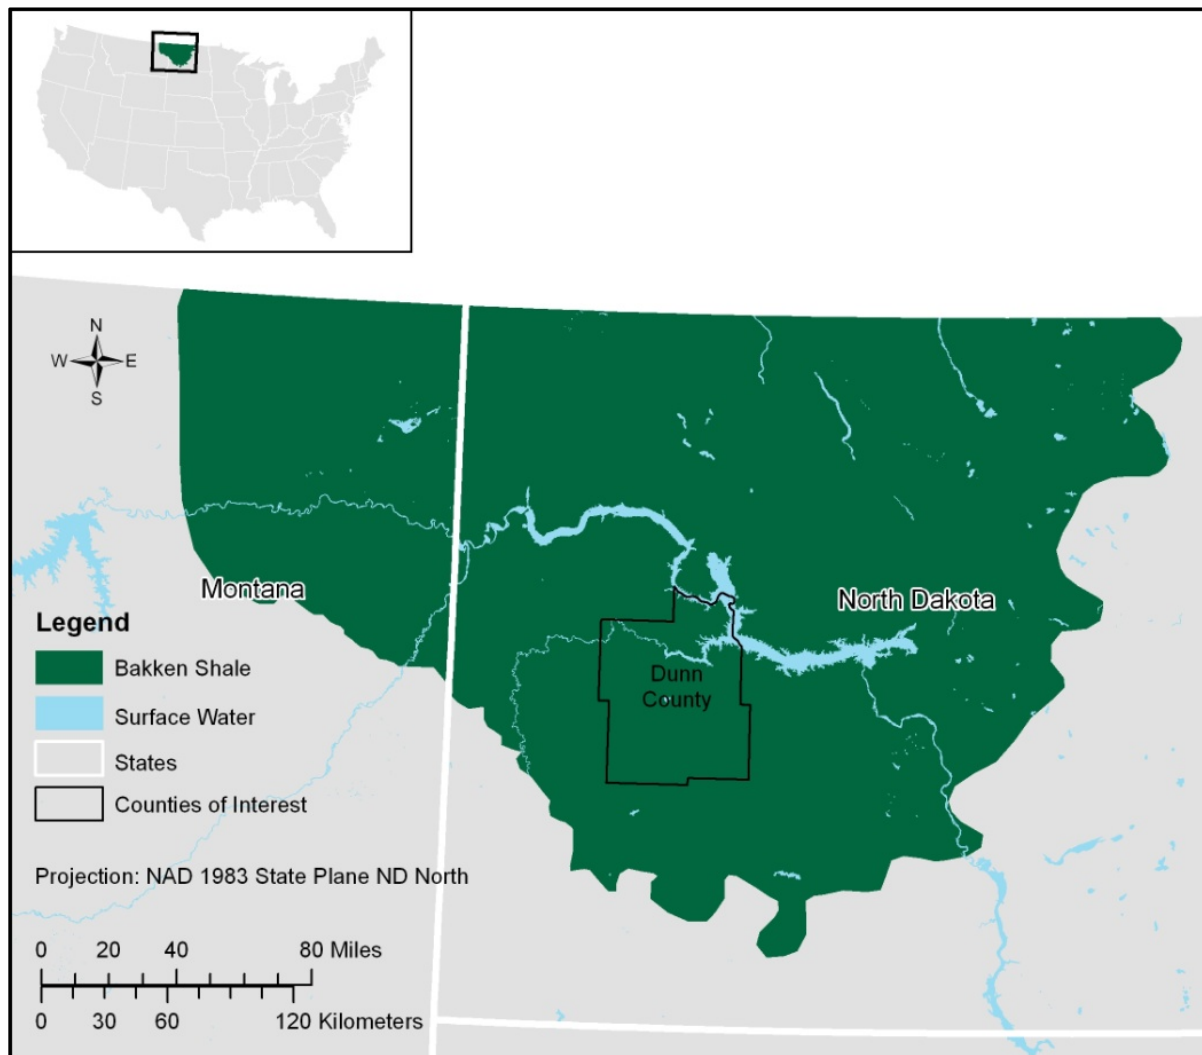 N
W E
S
Montana
North Dakota
Dunn
County
Legend
Bakken Shale
Surface Water
States
Counties of Interest
Projection: NAD 1983 State Plane ND North
0 20 40 80 Miles
0 30 60 120 Kilometers